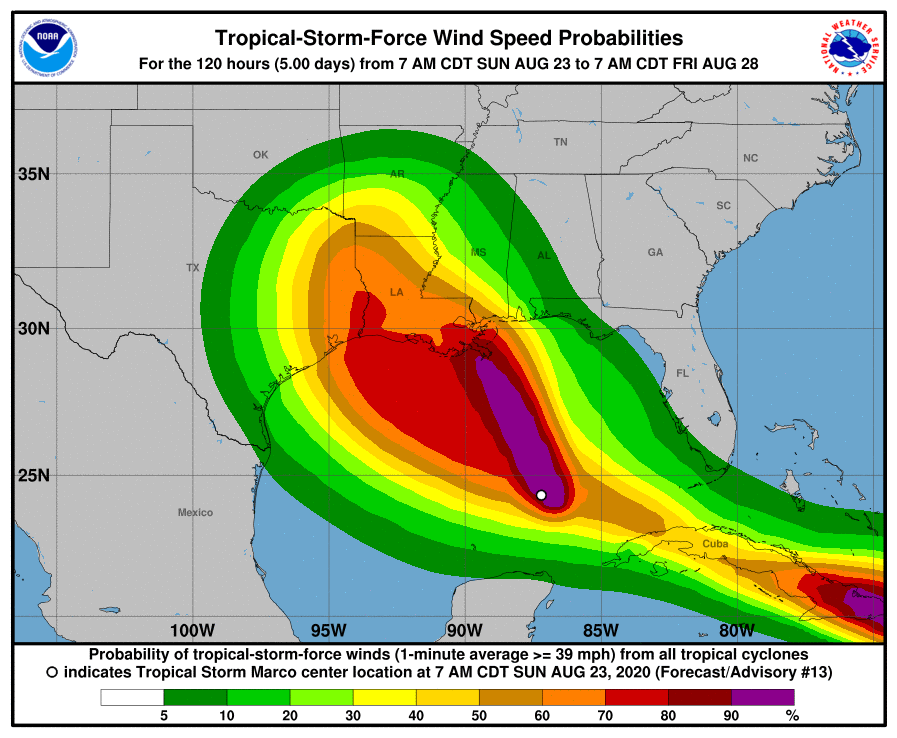 Tropical-Storm-Force Wind Speed Probabilities
For the 120 hours (5.00 days) from 7 AM CDT SUN AUG 23 to 7 AM CDT FRI AUG 28
NOAA
NATIONAL WEATHER SERVICE
OK
TN
NC
35N
AR
SC
MS
AL
GA
TX
LA
30N
FL
25N
Mexico
Cuba
100W
95W
90W
85W
80W
Probability of tropical-storm-force winds (1-minute average >= 39 mph) from all tropical cyclones
indicates Tropical Storm Marco center location at 7 AM CDT SUN AUG 23, 2020 (Forecast/Advisory #13)
5 10 20 30 40 50 60 70 80 90 %